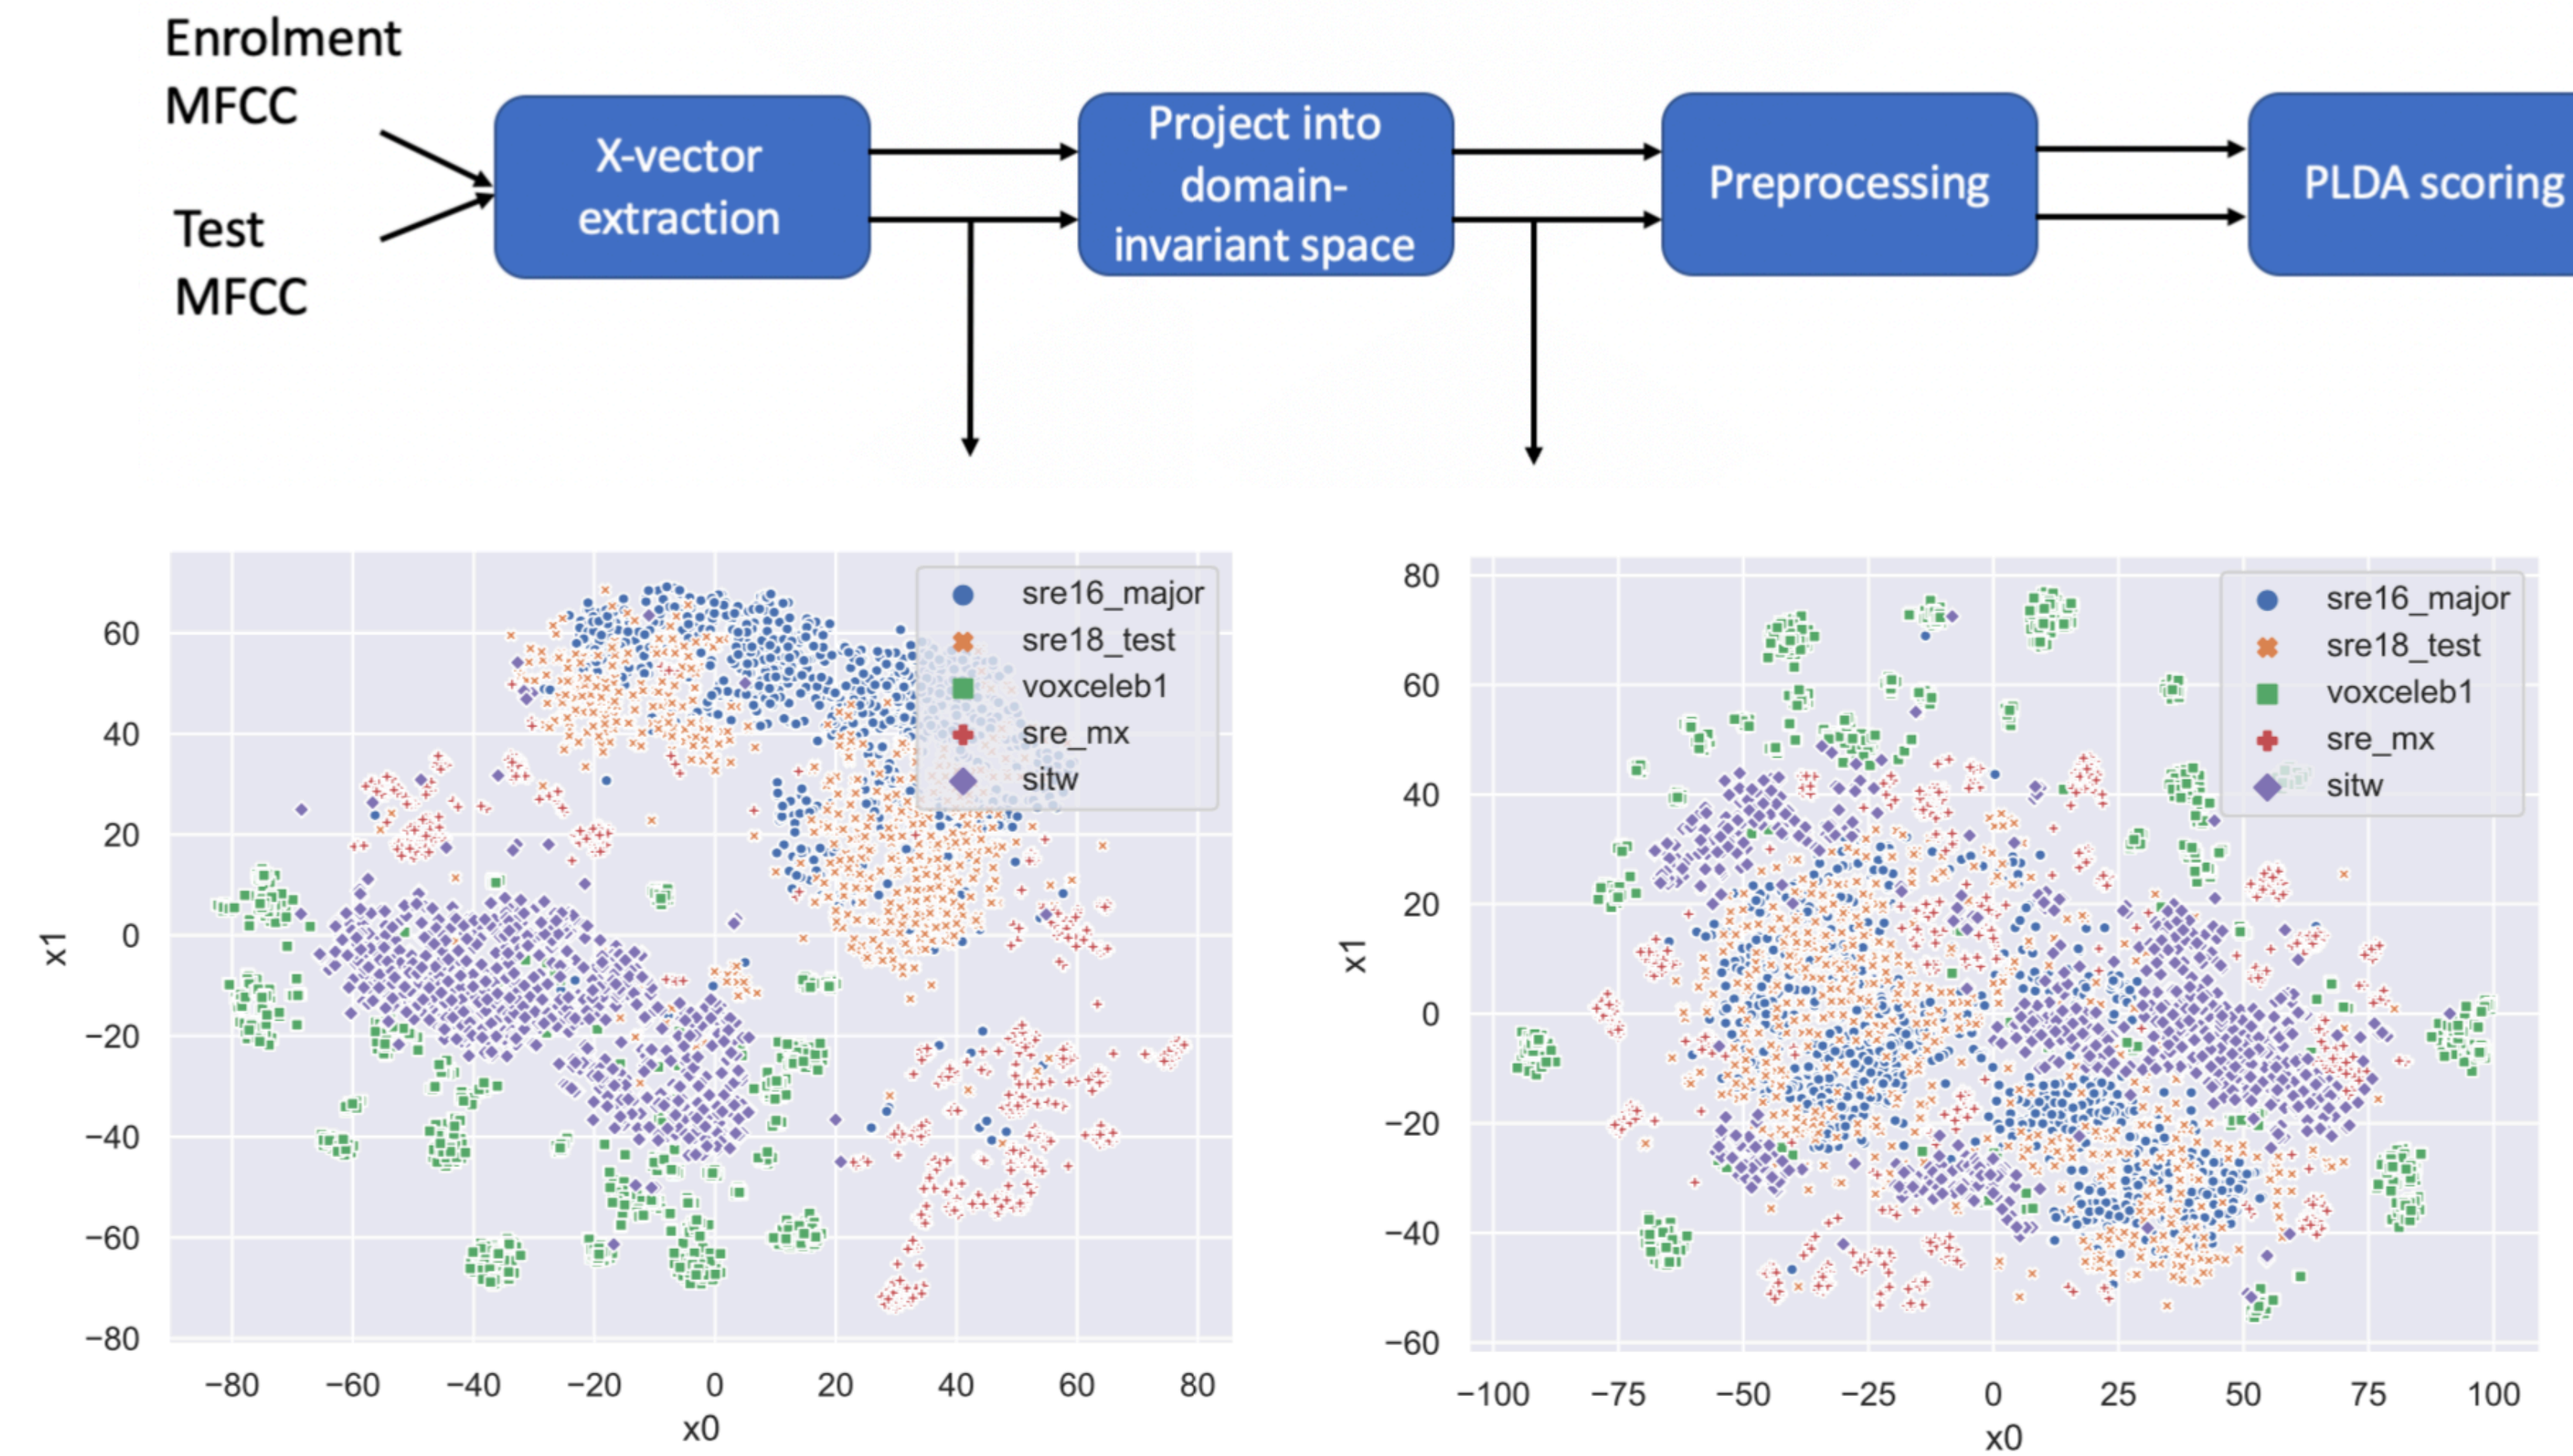 Enrolment
MFCC
Test
MFCC
X-vector
extraction
Project into
domain-
invariant space
Preprocessing
PLDA scoring
sre16_major
sre18_test
voxceleb1
sre_mx
sitw
60
40
20
0
−20
−40
−60
−80
x1
−80
−60
−40
−20
0
20
40
60
80
x0
sre16_major
sre18_test
voxceleb1
sre_mx
sitw
80
60
40
20
0
−20
−40
−60
x1
−100
−75
−50
−25
0
25
50
75
100
x0